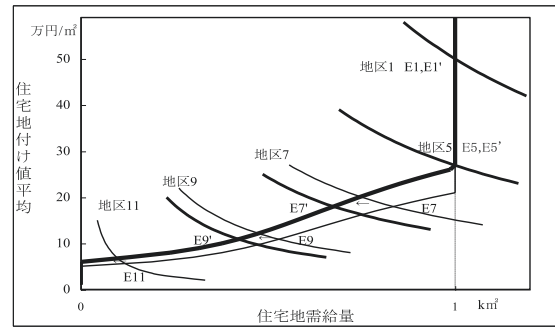 万円/㎡
50
40
30
20
10
0
住宅地付け値平均
地区1 E1,E1'
地区5 E5,E5'
地区7
地区9
地区11
E7'
E7
←
E9'
E9
←
E11
←
0
1
k㎡
住宅地需給量